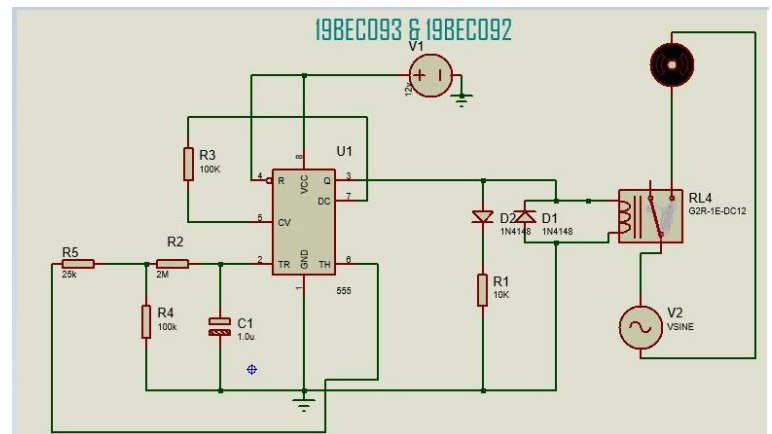 19BEC093 & 19BEC092
V1
12v
R3
100K
U1
8
VCC
4
R
Q
3
DC
7
5
CV
2
TR
GND
TH
6
1
555
R5
25k
R2
2M
R4
100k
C1
1.0u
D2
1N4148
D1
1N4148
R1
10K
RL4
G2R-1E-DC12
V2
VSINE